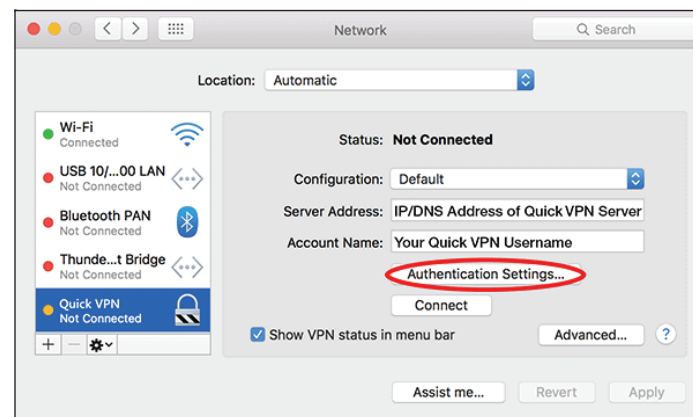 Network
Search
Location: Automatic
Wi-Fi
Connected
USB 10/...00 LAN
Not Connected
Bluetooth PAN
Not Connected
Thunde...t Bridge
Not Connected
Quick VPN
Not Connected
Status: Not Connected
Configuration: Default
Server Address: IP/DNS Address of Quick VPN Server
Account Name: Your Quick VPN Username
Authentication Settings...
Connect
Show VPN status in menu bar
Advanced... ?
Assist me... Revert Apply